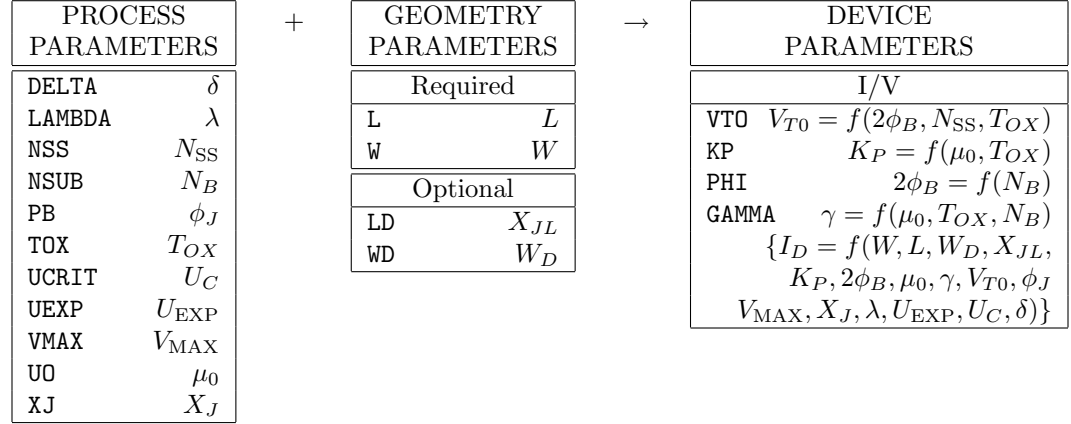 PROCESS
PARAMETERS
+
GEOMETRY
PARAMETERS
→
DEVICE
PARAMETERS
DELTA δ
LAMBDA λ
NSS N_SS
NSUB N_B
PB ϕ_J
TOX T_OX
UCRIT U_C
UEXP U_EXP
VMAX V_MAX
UO μ_0
XJ X_J
Required
L L
W W
Optional
LD X_JL
WD W_D
I/V
VTO V_T0 = f(2ϕ_B, N_SS, T_OX)
KP K_P = f(μ_0, T_OX)
PHI 2ϕ_B = f(N_B)
GAMMA γ = f(μ_0, T_OX, N_B)
{I_D = f(W, L, W_D, X_JL,
K_P, 2ϕ_B, μ_0, γ, V_T0, ϕ_J
V_MAX, X_J, λ, U_EXP, U_C, δ)}